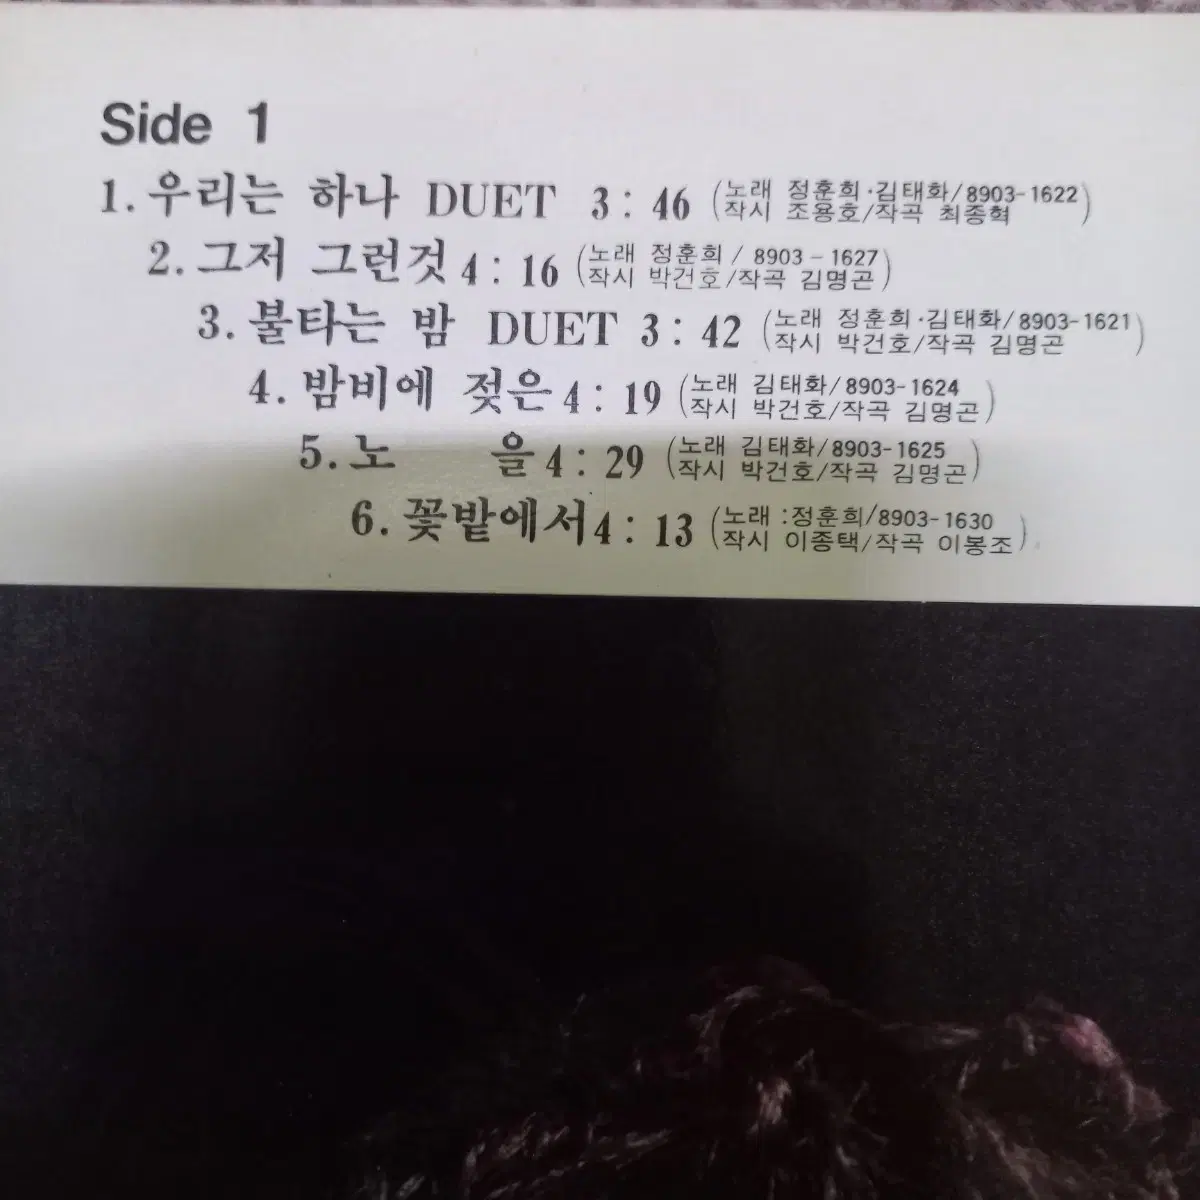 Side 1
1. 우리는 하나 DUET 3 : 46 (노래 정훈희·김태화/8903-1622
작시 조용호/작곡 최종혁)
2. 그저 그런것 4 : 16 (노래 정훈희 / 8903-1627
작시 박건호/작곡 김명곤)
3. 불타는 밤 DUET 3 : 42 (노래 정훈희·김태화/8903-1621
작시 박건호/작곡 김명곤)
4. 밤비에 젖은 4 : 19 (노래 김태화/8903-1624
작시 박건호/작곡 김명곤)
5. 노 을 4 : 29 (노래 김태화/8903-1625
작시 박건호/작곡 김명곤)
6. 꽃밭에서 4 : 13 (노래 :정훈희/8903-1630
작시 이종택/작곡 이봉조)